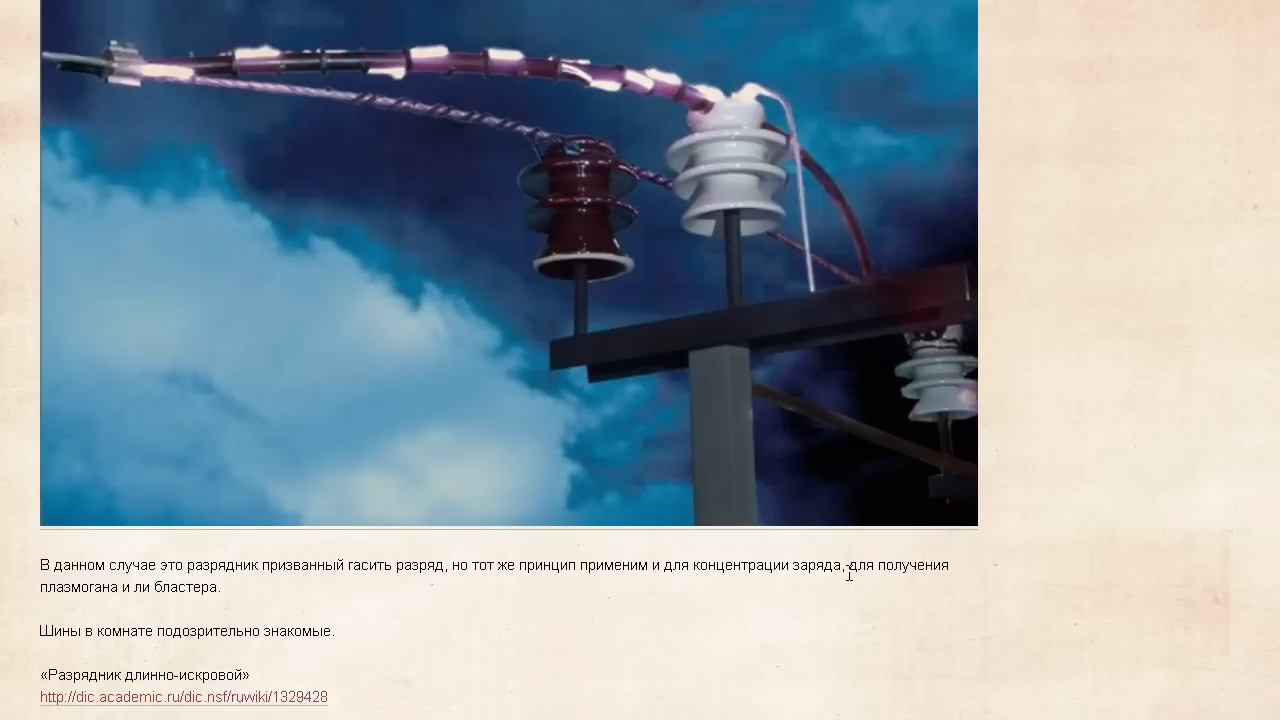 В данном случае это разрядник призванный гасить разряд, но тот же принцип применим и для концентрации заряда, для получения
плазмогана и ли бластера.
Шины в комнате подозрительно знакомые.
«Разрядник длинно-искровой»
http://dic.academic.ru/dic.nsf/ruwiki/1329428